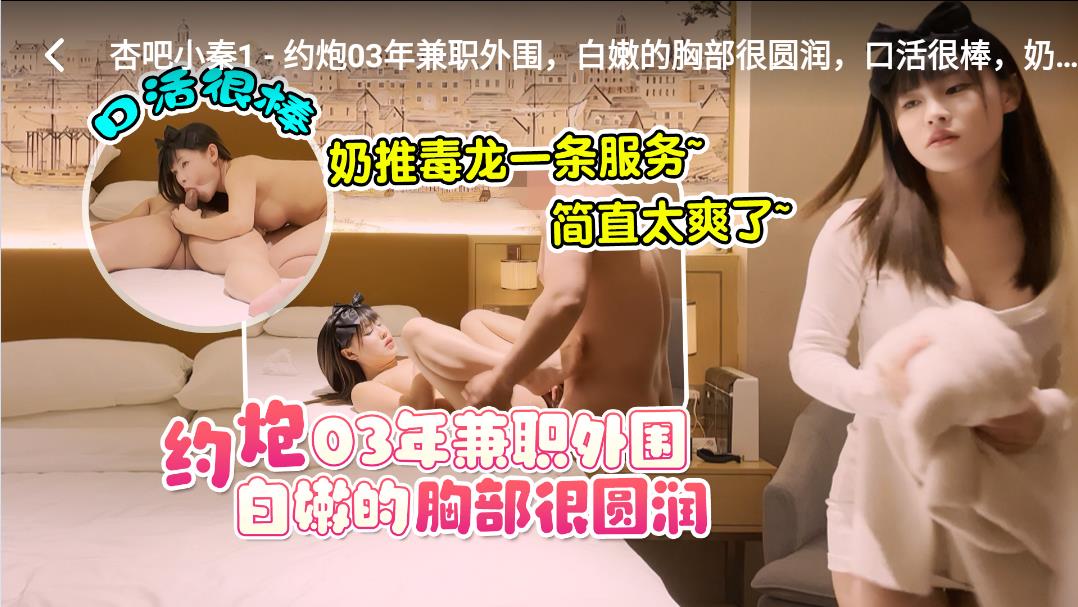 杏吧小秦1 - 约炮03年兼职外围，白嫩的胸部很圆润，口活很棒，奶...
口活很棒
奶推毒龙一条服务~
简直太爽了~
约炮03年兼职外围
白嫩的胸部很圆润